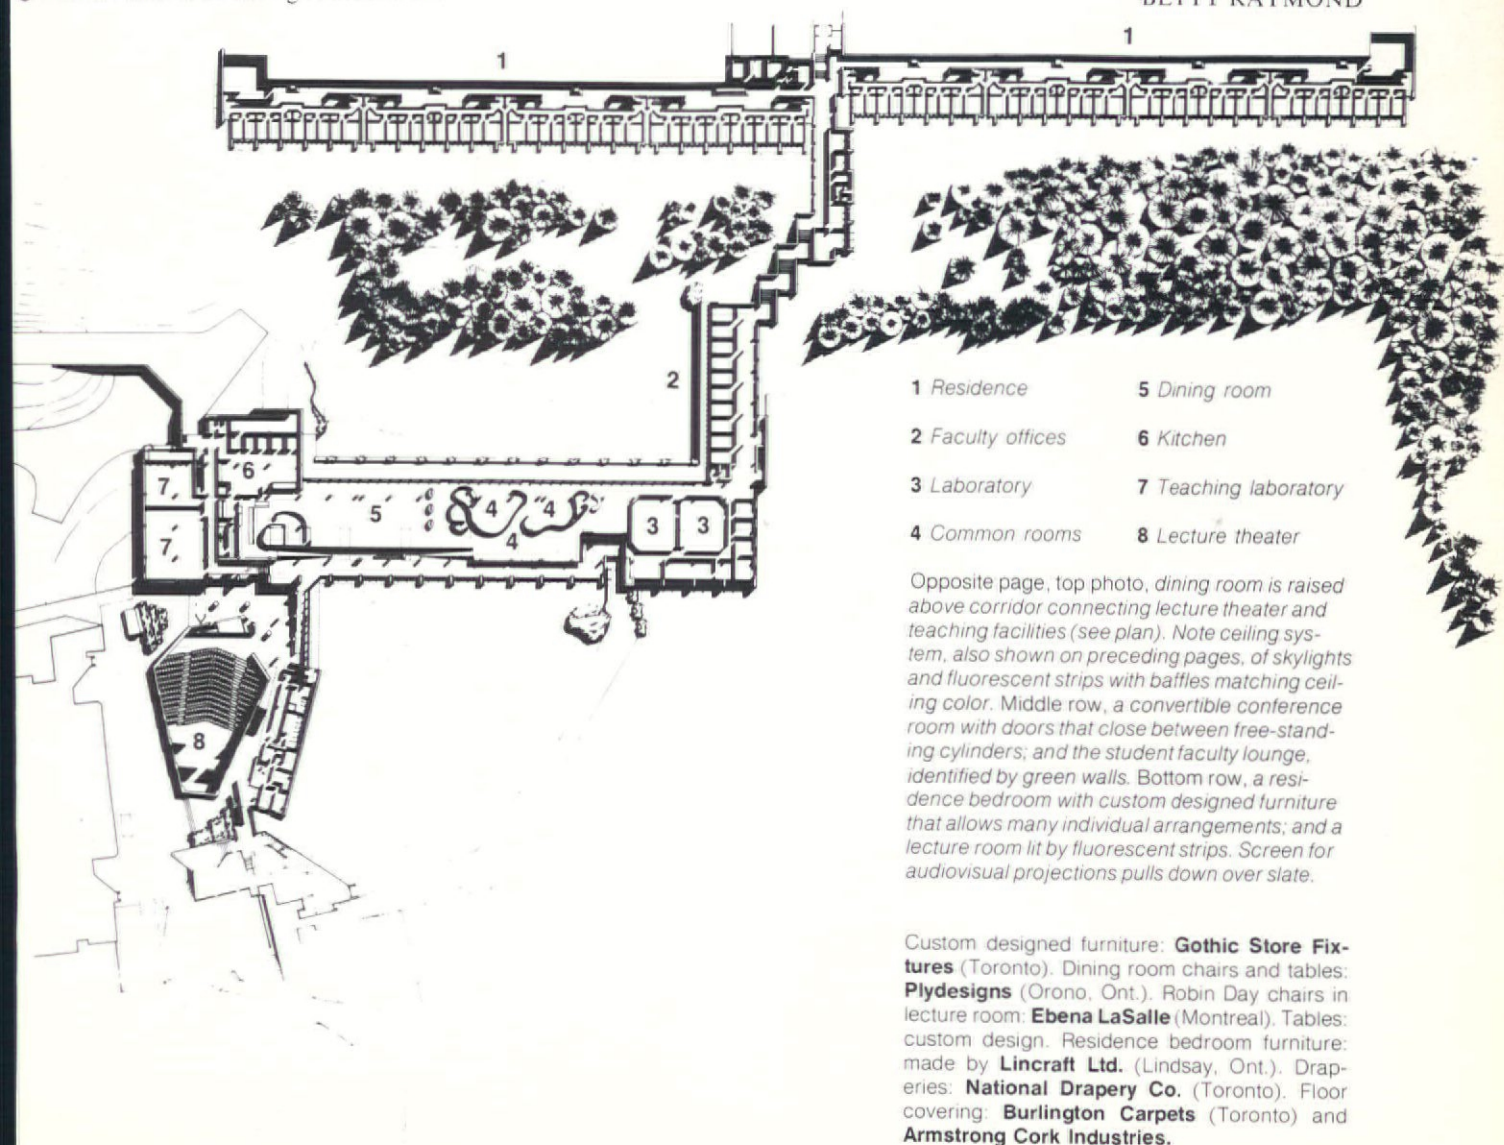 BETTY RAYMOND
1
1
2
6
7
7
5
4
4
4
3
3
8
1 Residence
2 Faculty offices
3 Laboratory
4 Common rooms
5 Dining room
6 Kitchen
7 Teaching laboratory
8 Lecture theater
Opposite page, top photo, dining room is raised
above corridor connecting lecture theater and
teaching facilities (see plan). Note ceiling sys-
tem, also shown on preceding pages, of skylights
and fluorescent strips with baffles matching ceil-
ing color. Middle row, a convertible conference
room with doors that close between free-stand-
ing cylinders; and the student faculty lounge,
identified by green walls. Bottom row, a resi-
dence bedroom with custom designed furniture
that allows many individual arrangements; and a
lecture room lit by fluorescent strips. Screen for
audiovisual projections pulls down over slate.
Custom designed furniture: Gothic Store Fix-
tures (Toronto). Dining room chairs and tables:
Plydesigns (Orono, Ont.). Robin Day chairs in
lecture room: Ebena LaSalle (Montreal). Tables:
custom design. Residence bedroom furniture:
made by Lincraft Ltd. (Lindsay, Ont.). Drap-
eries: National Drapery Co. (Toronto). Floor
covering: Burlington Carpets (Toronto) and
Armstrong Cork Industries.